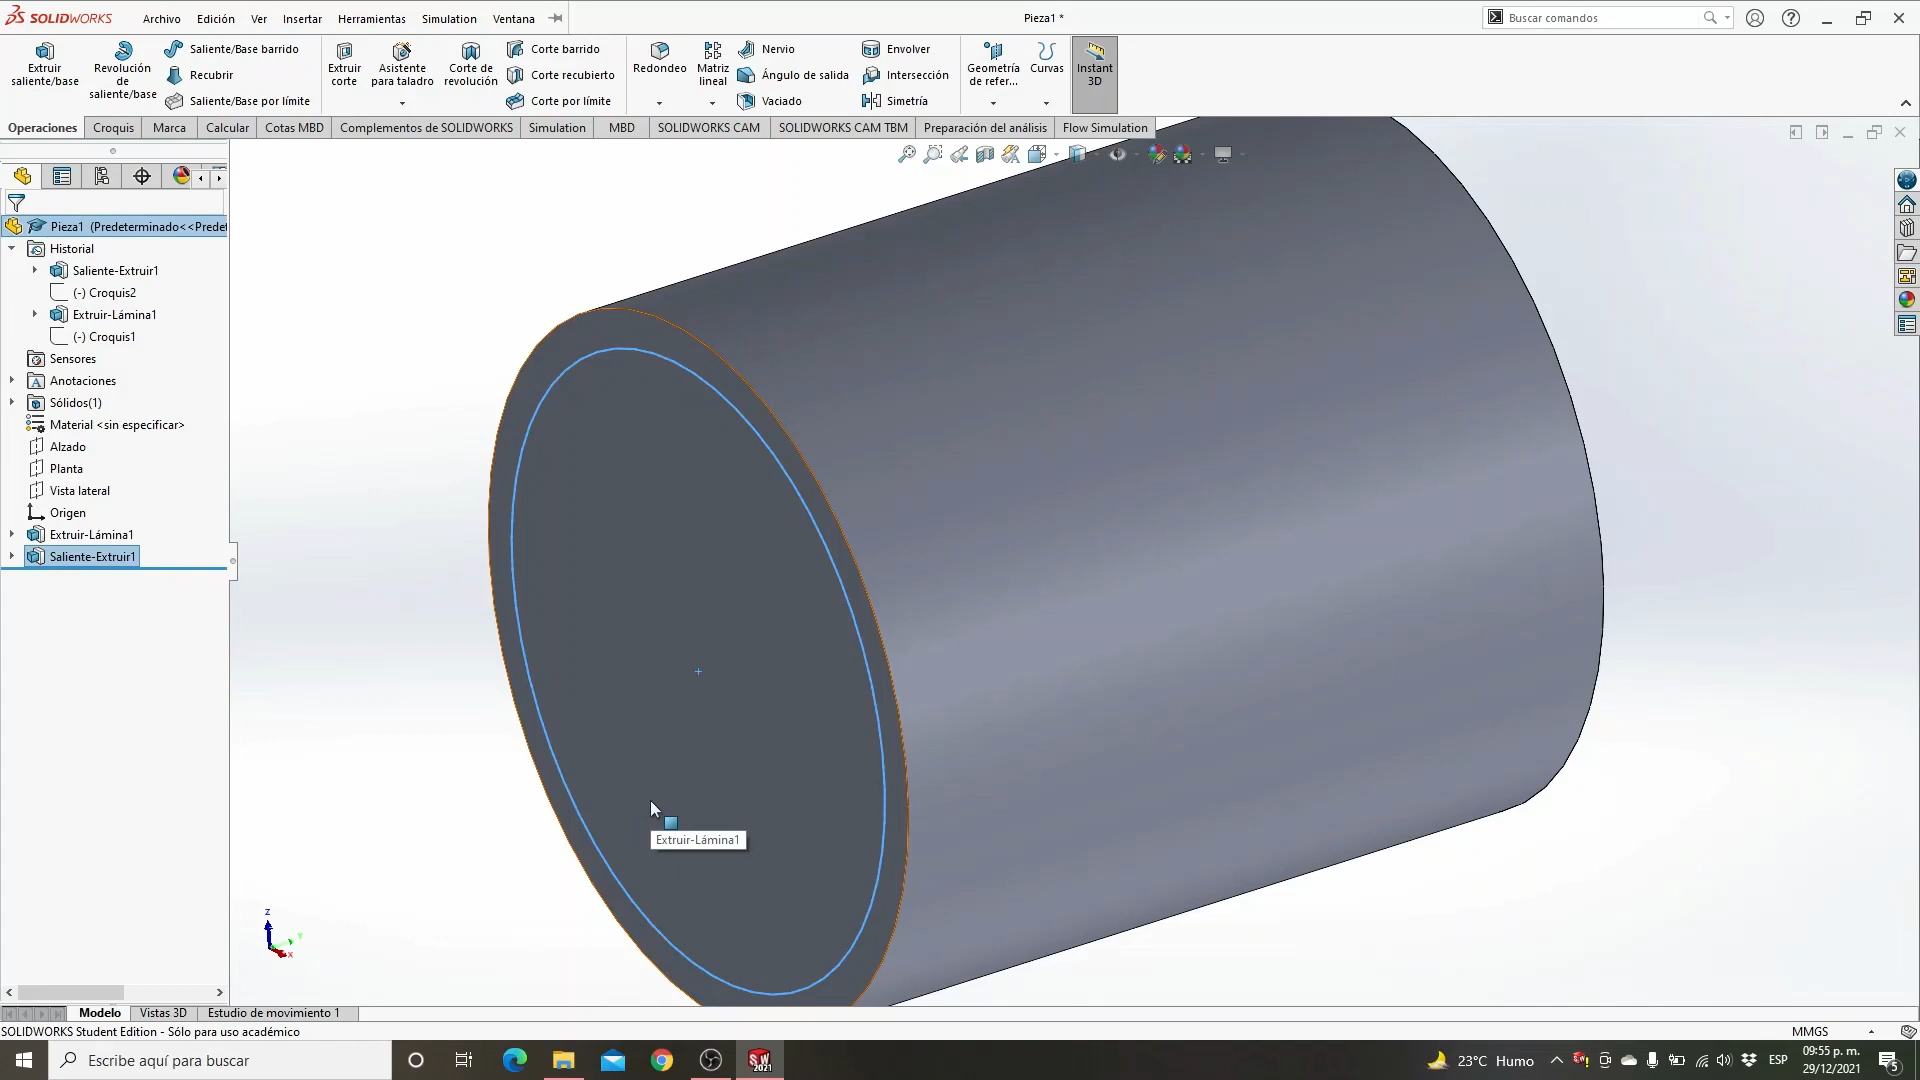 SOLIDWORKS
Archivo Edición Ver Insertar Herramientas Simulation Ventana
Pieza1 *
Buscar comandos
Extruir saliente/base
Revolución de saliente/base
Saliente/Base barrido
Recubrir
Saliente/Base por límite
Extruir corte
Asistente para taladro
Corte de revolución
Corte barrido
Corte recubierto
Corte por límite
Redondeo
Matriz lineal
Nervio
Ángulo de salida
Vaciado
Envolver
Intersección
Simetría
Geometría de refer...
Curvas
Instant 3D
Operaciones Croquis Marca Calcular Cotas MBD Complementos de SOLIDWORKS Simulation MBD SOLIDWORKS CAM SOLIDWORKS CAM TBM Preparación del análisis Flow Simulation
Pieza1 (Predeterminado<<Predet
Historial
Saliente-Extruir1
(-) Croquis2
Extruir-Lámina1
(-) Croquis1
Sensores
Anotaciones
Sólidos(1)
Material <sin especificar>
Alzado
Planta
Vista lateral
Origen
Extruir-Lámina1
Saliente-Extruir1
Extruir-Lámina1
z
Y
x
Modelo Vistas 3D Estudio de movimiento 1
SOLIDWORKS Student Edition - Sólo para uso académico
MMGS
Escribe aquí para buscar
SW 2021
23°C Humo
ESP
09:55 p. m.
29/12/2021
5